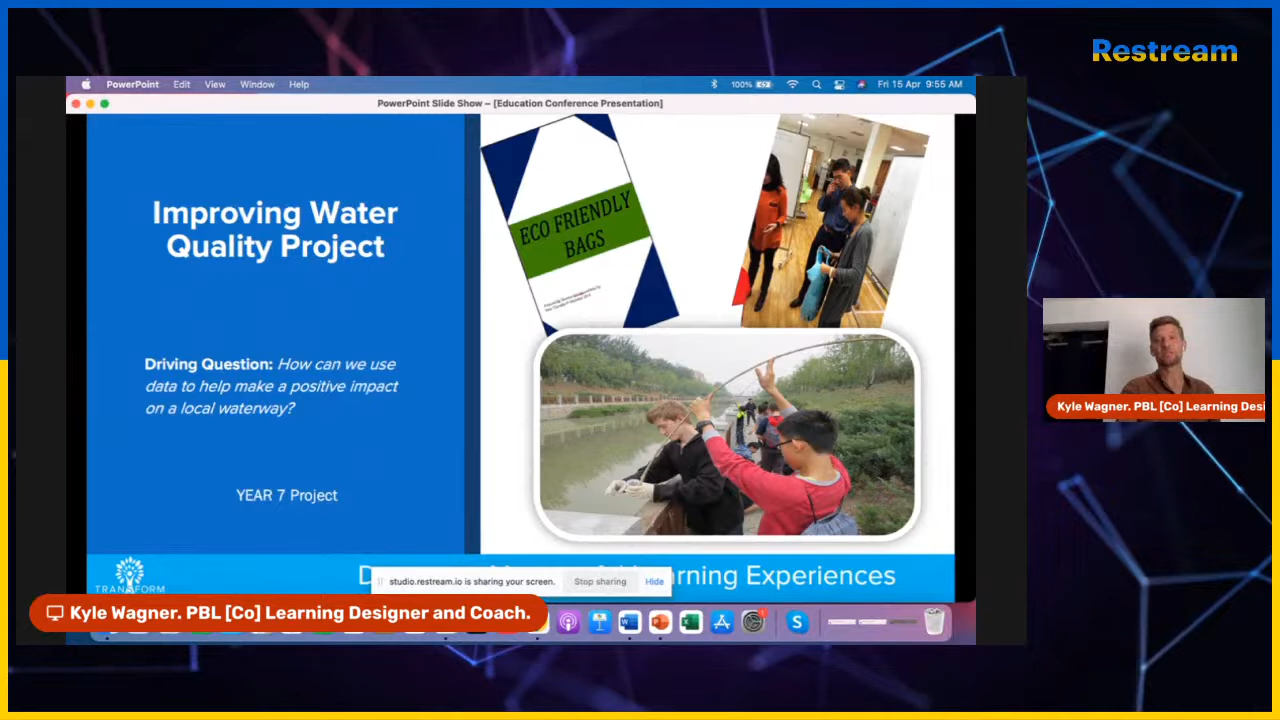 Restream
PowerPoint Edit View Window Help
100% Fri 15 Apr 9:55 AM
PowerPoint Slide Show – [Education Conference Presentation]
Improving Water
Quality Project
Driving Question: How can we use
data to help make a positive impact
on a local waterway?
YEAR 7 Project
ECO FRIENDLY
BAGS
Kyle Wagner. PBL [Co] Learning Desi
TRANSFORM
studio.restream.io is sharing your screen. Stop sharing Hide
rning Experiences
Kyle Wagner. PBL [Co] Learning Designer and Coach.